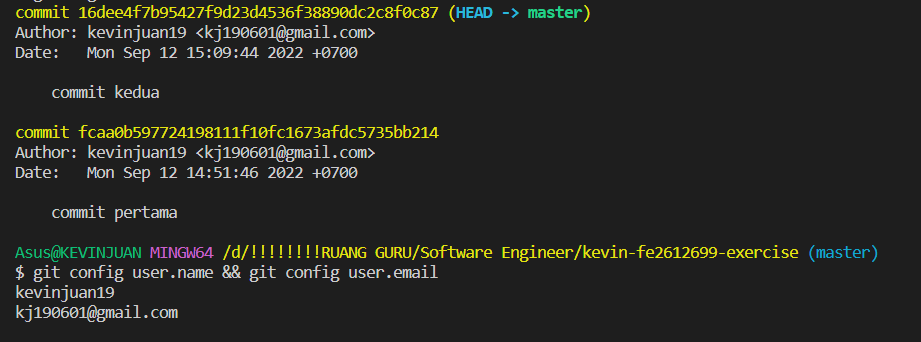 commit 16dee4f7b95427f9d23d4536f38890dc2c8f0c87 (HEAD -> master)
Author: kevinjuan19 <kj190601@gmail.com>
Date:   Mon Sep 12 15:09:44 2022 +0700
    commit kedua
commit fcaa0b597724198111f10fc1673afdc5735bb214
Author: kevinjuan19 <kj190601@gmail.com>
Date:   Mon Sep 12 14:51:46 2022 +0700
    commit pertama
Asus@KEVINJUAN MINGW64 /d/!!!!!!!!RUANG GURU/Software Engineer/kevin-fe2612699-exercise (master)
$ git config user.name && git config user.email
kevinjuan19
kj190601@gmail.com